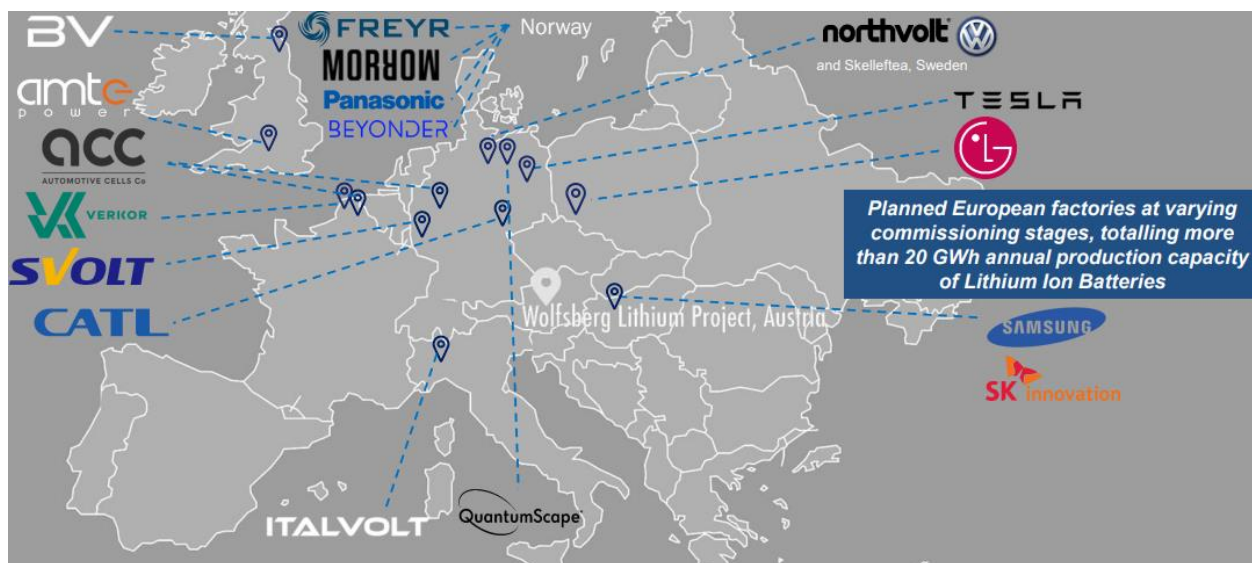 BV
amte
power
acc
AUTOMOTIVE CELLS Co
VERKOR
SVOLT
CATL
FREYR
MORROW
Panasonic
BEYONDER
Norway
northvolt
and Skelleftea, Sweden
TESLA
LG
Planned European factories at varying
commissioning stages, totalling more
than 20 GWh annual production capacity
of Lithium Ion Batteries
Wolfsberg Lithium Project, Austria
SAMSUNG
SK innovation
ITALVOLT
QuantumScape